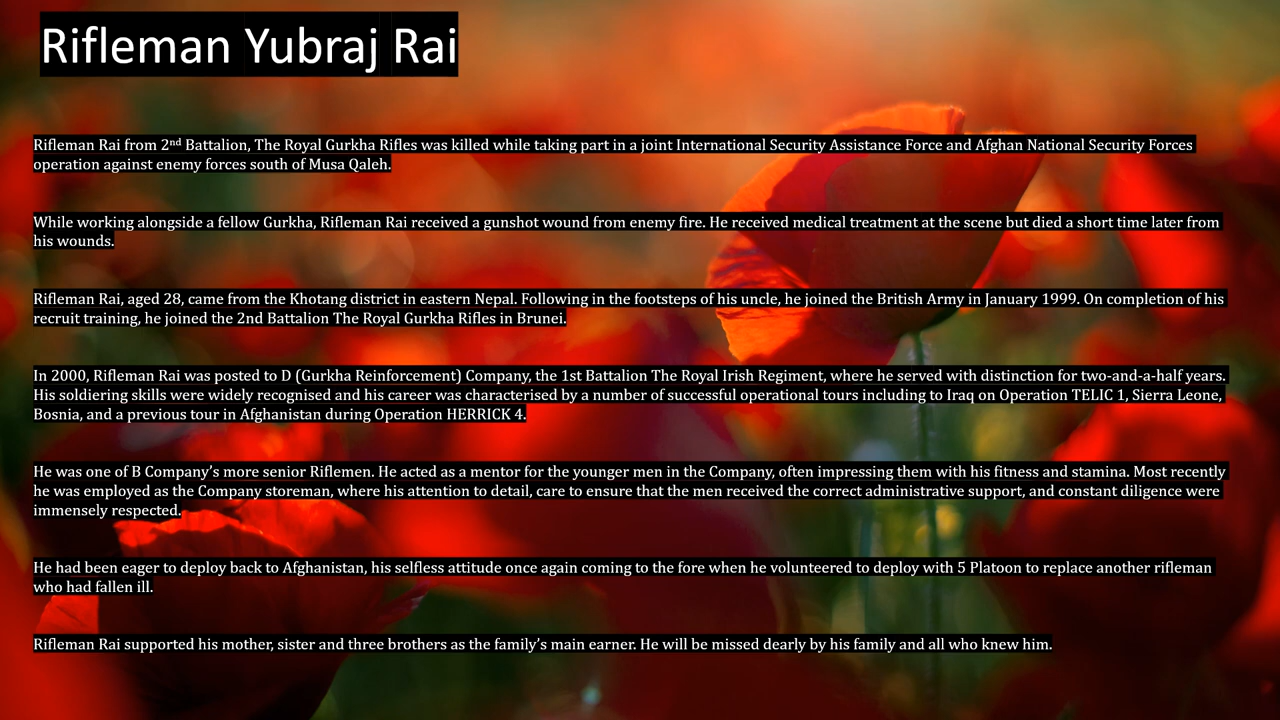 Rifleman Yubraj Rai
Rifleman Rai from 2nd Battalion, The Royal Gurkha Rifles was killed while taking part in a joint International Security Assistance Force and Afghan National Security Forces
operation against enemy forces south of Musa Qaleh.
While working alongside a fellow Gurkha, Rifleman Rai received a gunshot wound from enemy fire. He received medical treatment at the scene but died a short time later from
his wounds.
Rifleman Rai, aged 28, came from the Khotang district in eastern Nepal. Following in the footsteps of his uncle, he joined the British Army in January 1999. On completion of his
recruit training, he joined the 2nd Battalion The Royal Gurkha Rifles in Brunei.
In 2000, Rifleman Rai was posted to D (Gurkha Reinforcement) Company, the 1st Battalion The Royal Irish Regiment, where he served with distinction for two-and-a-half years.
His soldiering skills were widely recognised and his career was characterised by a number of successful operational tours including to Iraq on Operation TELIC 1, Sierra Leone,
Bosnia, and a previous tour in Afghanistan during Operation HERRICK 4.
He was one of B Company’s more senior Riflemen. He acted as a mentor for the younger men in the Company, often impressing them with his fitness and stamina. Most recently
he was employed as the Company storeman, where his attention to detail, care to ensure that the men received the correct administrative support, and constant diligence were
immensely respected.
He had been eager to deploy back to Afghanistan, his selfless attitude once again coming to the fore when he volunteered to deploy with 5 Platoon to replace another rifleman
who had fallen ill.
Rifleman Rai supported his mother, sister and three brothers as the family’s main earner. He will be missed dearly by his family and all who knew him.